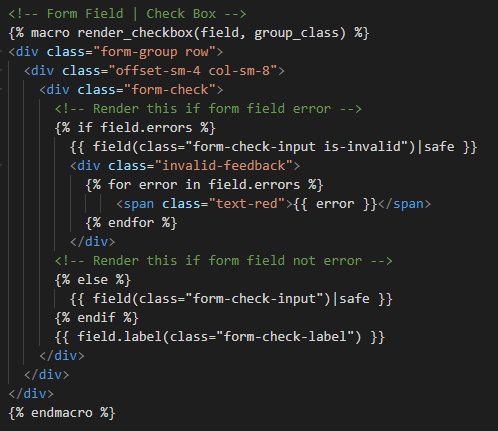 <!-- Form Field | Check Box -->
{% macro render_checkbox(field, group_class) %}
<div class="form-group row">
<div class="offset-sm-4 col-sm-8">
<div class="form-check">
<!-- Render this if form field error -->
{% if field.errors %}
{{ field(class="form-check-input is-invalid")|safe }}
<div class="invalid-feedback">
{% for error in field.errors %}
<span class="text-red">{{ error }}</span>
{% endfor %}
</div>
<!-- Render this if form field not error -->
{% else %}
{{ field(class="form-check-input")|safe }}
{% endif %}
{{ field.label(class="form-check-label") }}
</div>
</div>
</div>
{% endmacro %}